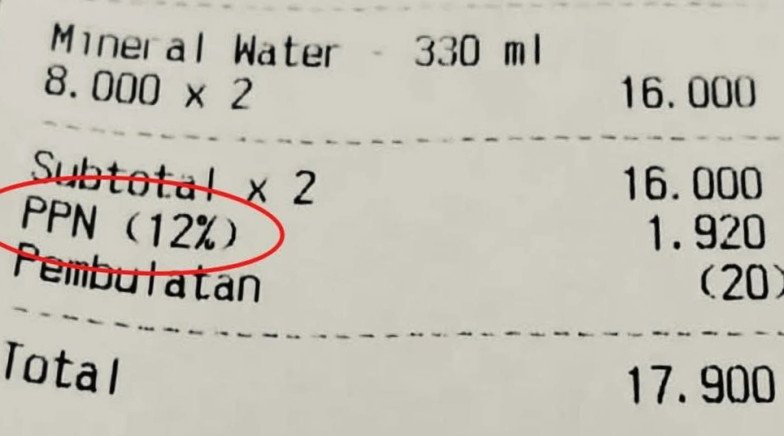 Mineral Water - 330 ml
8.000 x 2 16.000
Subtotal x 2 16.000
PPN (12%) 1.920
Pembulatan (20)
Total 17.900